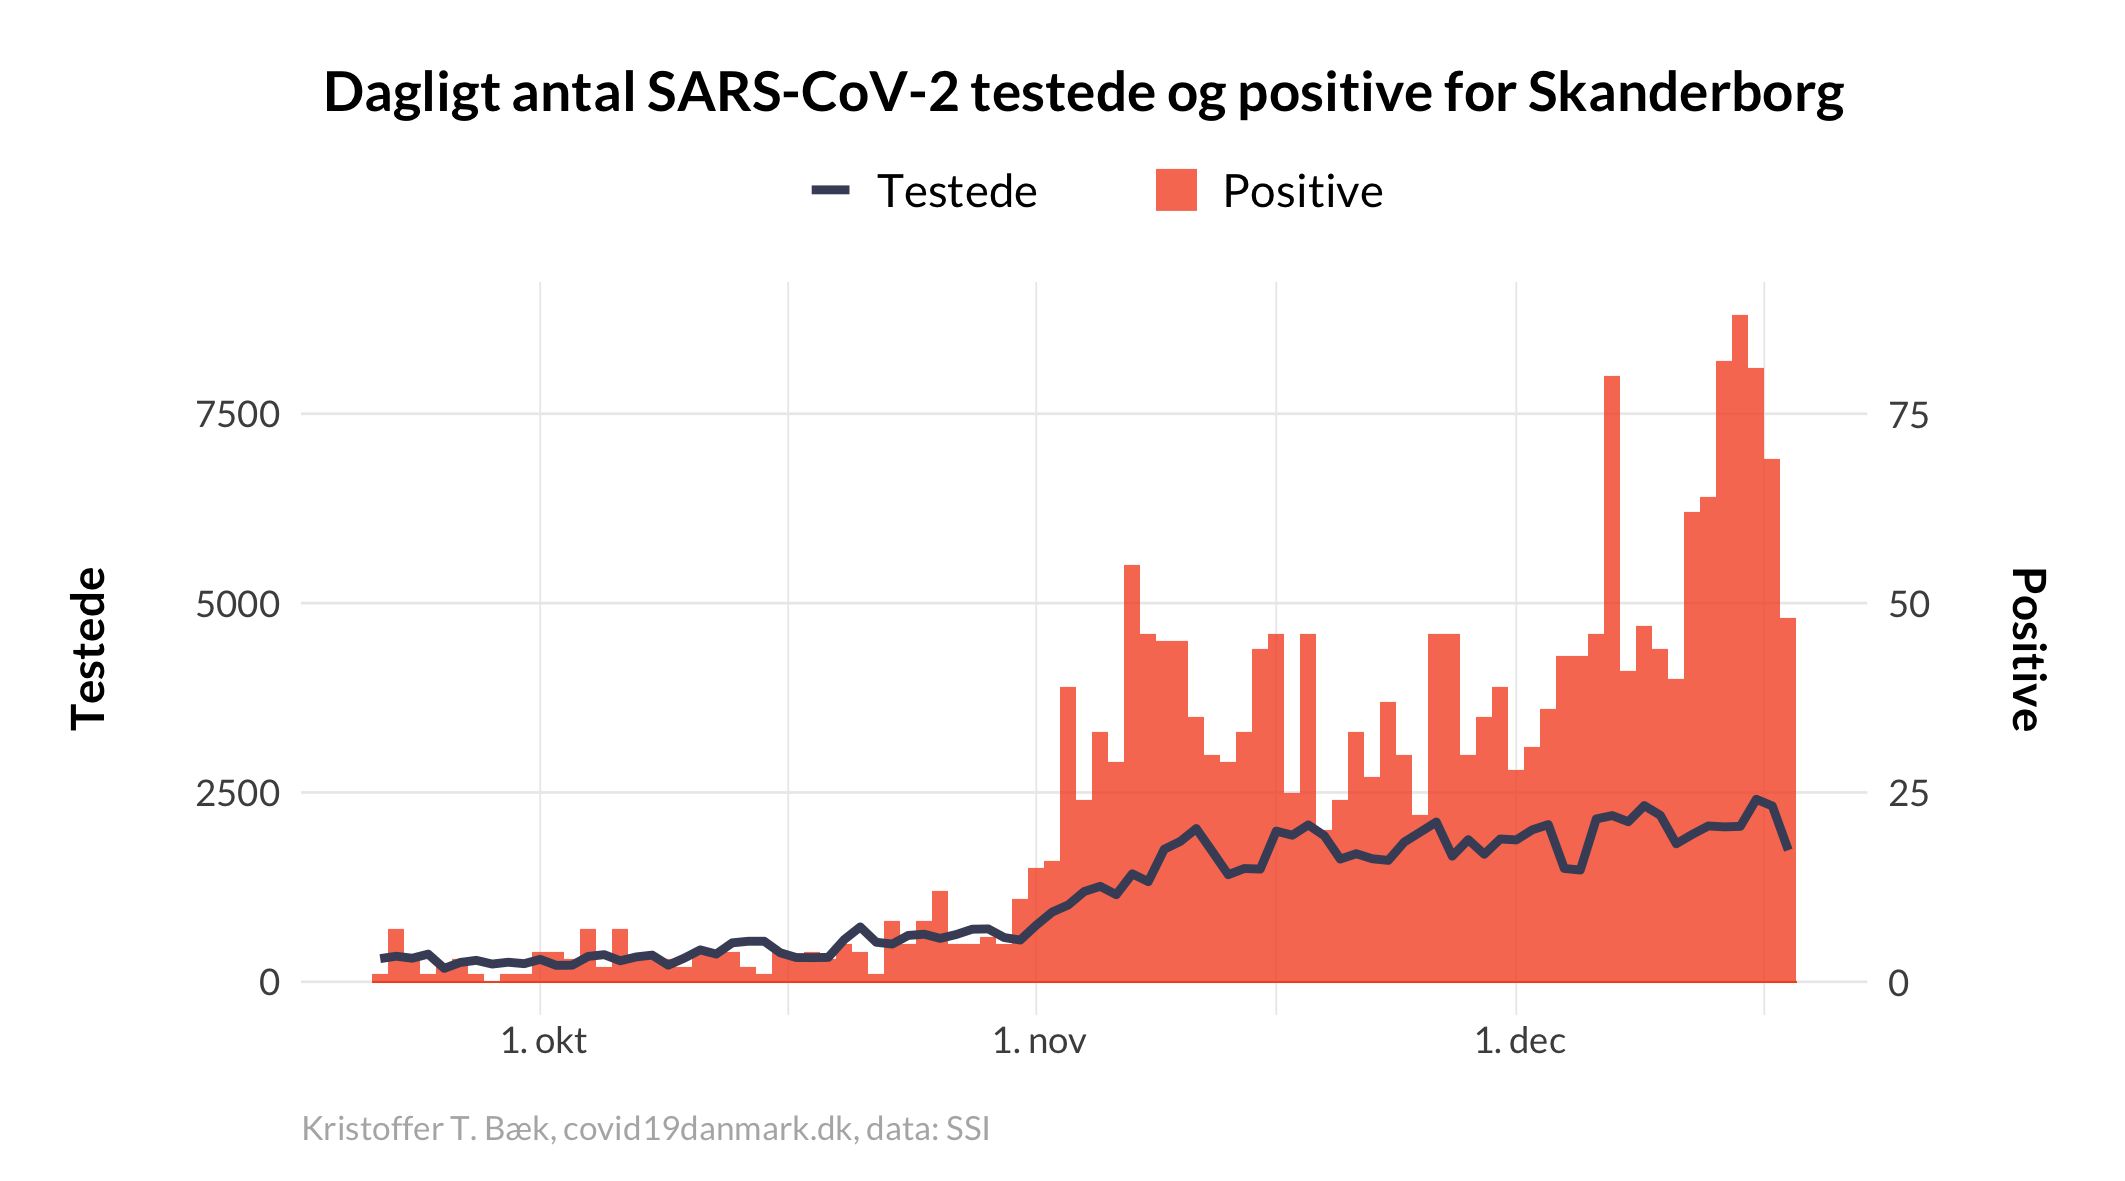 Dagligt antal SARS-CoV-2 testede og positive for Skanderborg
Testede
Positive
7500
5000
2500
0
75
50
25
0
Testede
Positive
1. okt
1. nov
1. dec
Kristoffer T. Bæk, covid19danmark.dk, data: SSI